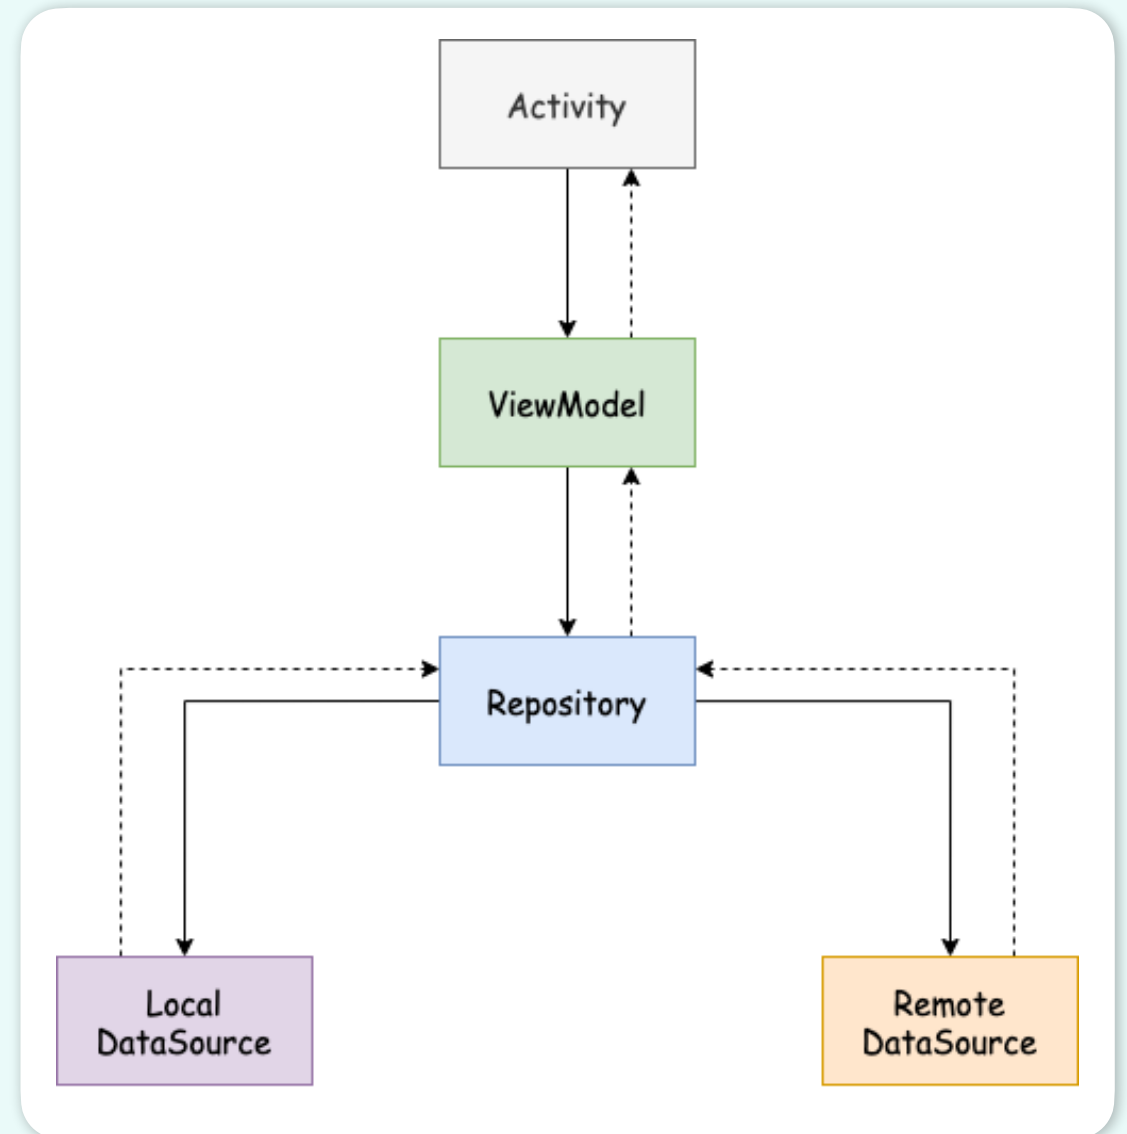 Activity
ViewModel
Repository
Local
DataSource
Remote
DataSource